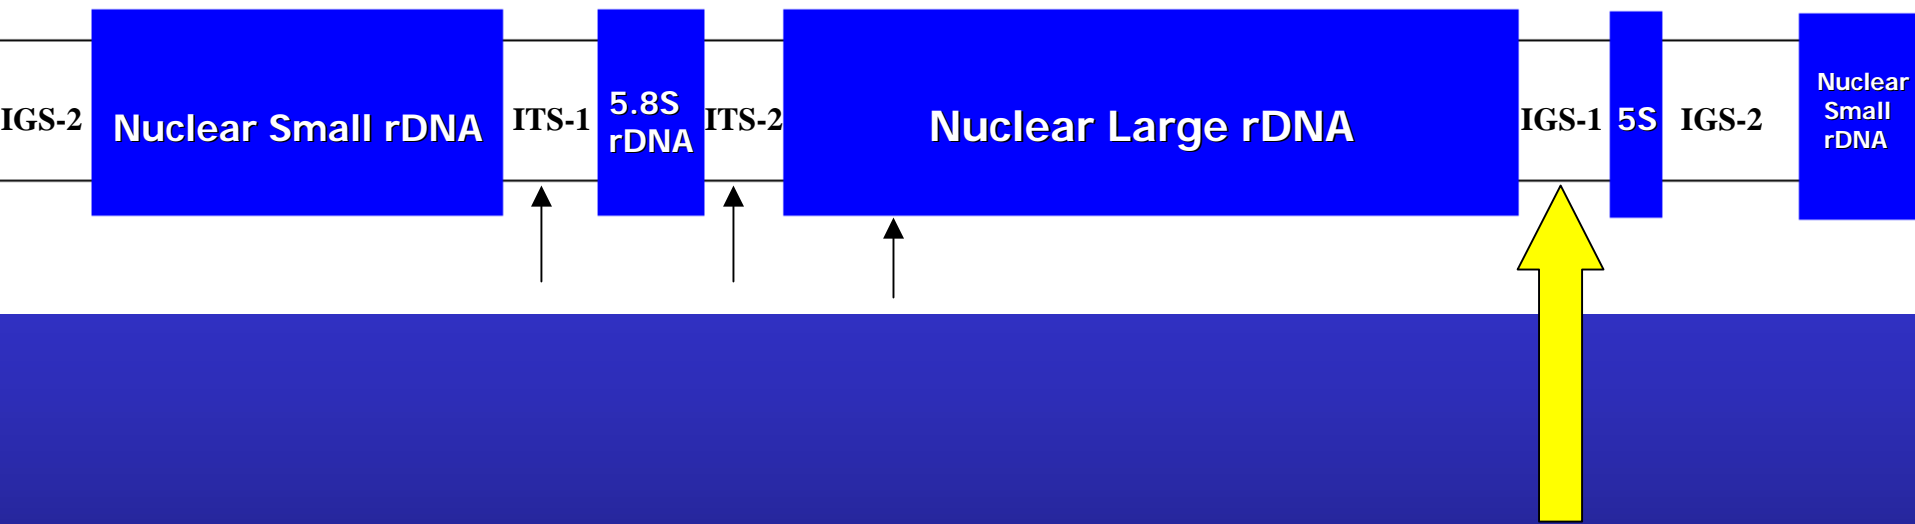 IGS-2
Nuclear Small rDNA
ITS-1
5.8S
rDNA
ITS-2
Nuclear Large rDNA
IGS-1
5S
IGS-2
Nuclear
Small
rDNA